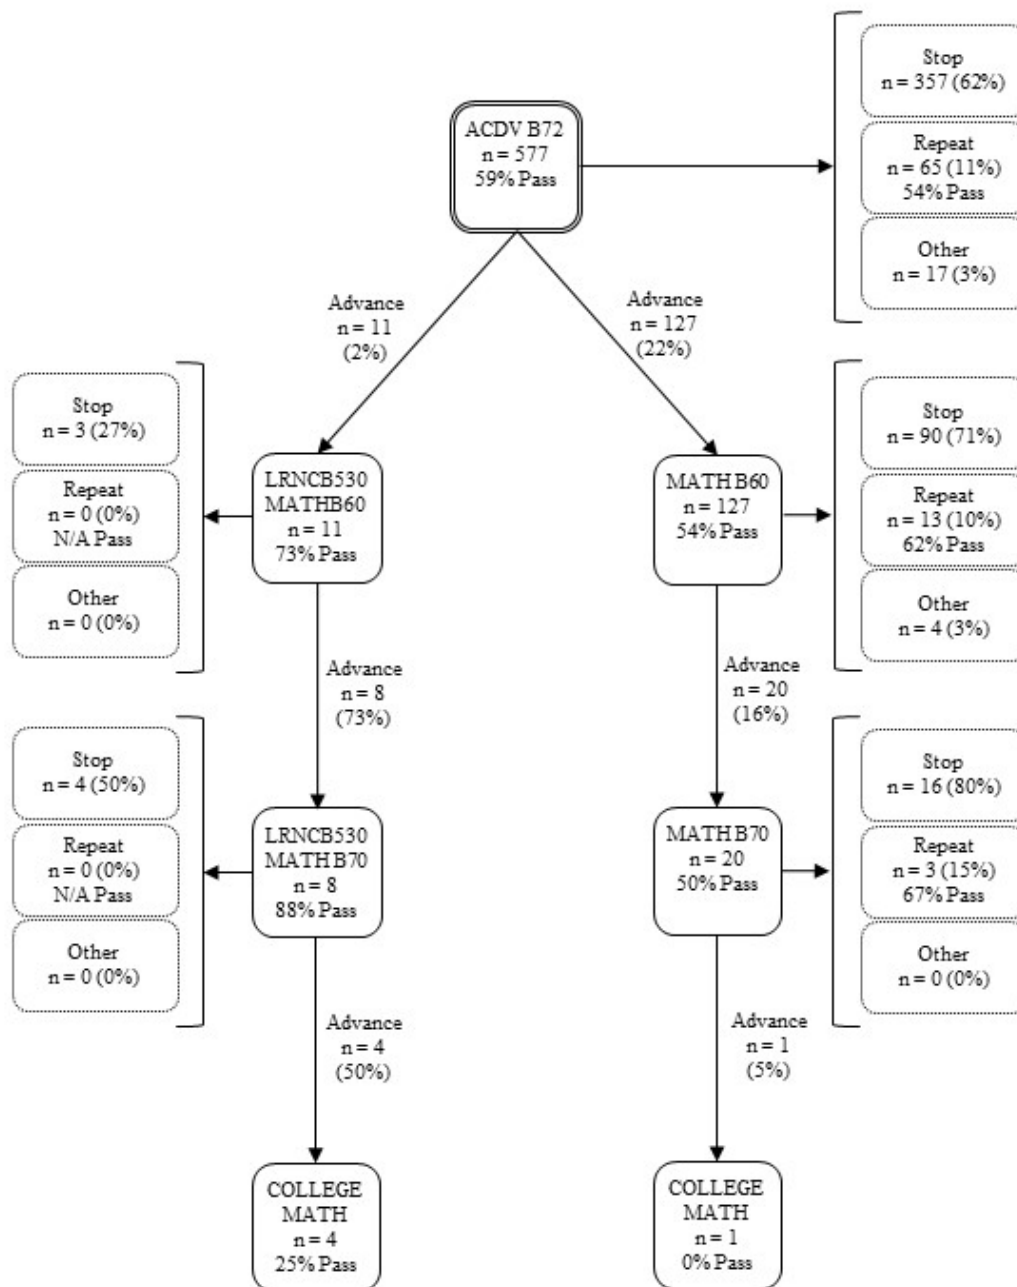 ACDV B72
n = 577
59% Pass
Stop
n = 357 (62%)
Repeat
n = 65 (11%)
54% Pass
Other
n = 17 (3%)
Advance
n = 11
(2%)
Advance
n = 127
(22%)
Stop
n = 3 (27%)
Repeat
n = 0 (0%)
N/A Pass
Other
n = 0 (0%)
LRNCB530
MATHB60
n = 11
73% Pass
MATH B60
n = 127
54% Pass
Stop
n = 90 (71%)
Repeat
n = 13 (10%)
62% Pass
Other
n = 4 (3%)
Advance
n = 8
(73%)
Advance
n = 20
(16%)
Stop
n = 4 (50%)
Repeat
n = 0 (0%)
N/A Pass
Other
n = 0 (0%)
LRNCB530
MATH B70
n = 8
88% Pass
MATH B70
n = 20
50% Pass
Stop
n = 16 (80%)
Repeat
n = 3 (15%)
67% Pass
Other
n = 0 (0%)
Advance
n = 4
(50%)
Advance
n = 1
(5%)
COLLEGE
MATH
n = 4
25% Pass
COLLEGE
MATH
n = 1
0% Pass